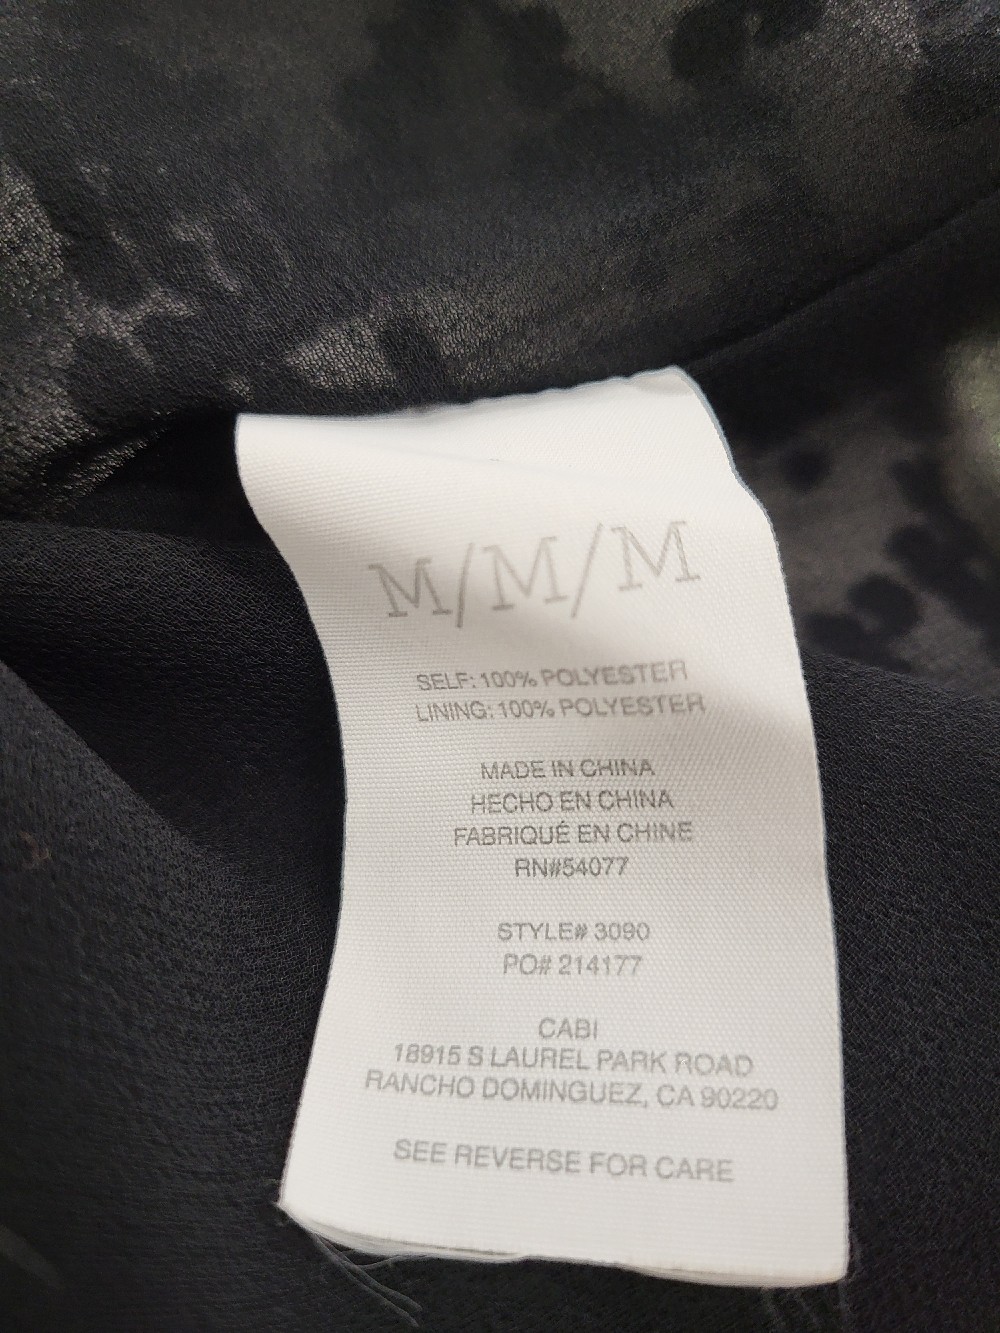 M/M/M
SELF: 100% POLYESTER
LINING: 100% POLYESTER
MADE IN CHINA
HECHO EN CHINA
FABRIQUÉ EN CHINE
RN#54077
STYLE# 3090
PO# 214177
CABI
18915 S LAUREL PARK ROAD
RANCHO DOMINGUEZ, CA 90220
SEE REVERSE FOR CARE